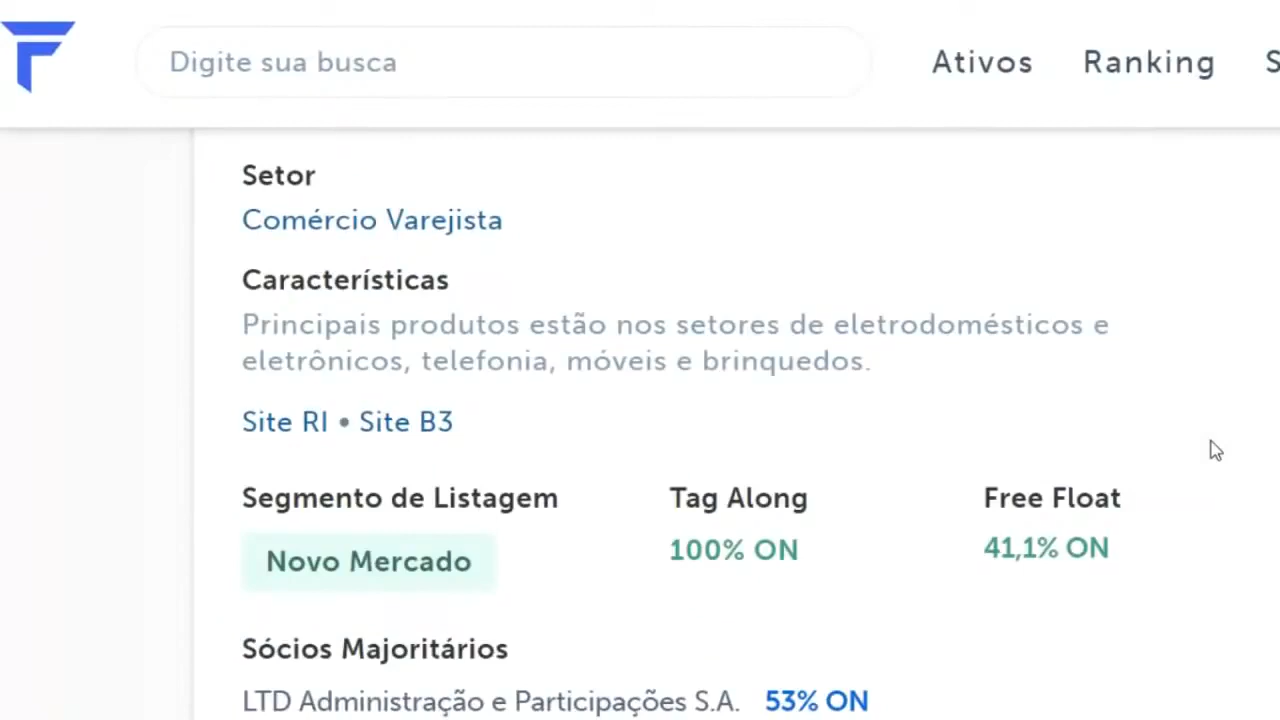 Digite sua busca
Ativos
Ranking
S
Setor
Comércio Varejista
Características
Principais produtos estão nos setores de eletrodomésticos e
eletrônicos, telefonia, móveis e brinquedos.
Site RI • Site B3
Segmento de Listagem
Tag Along
Free Float
Novo Mercado
100% ON
41,1% ON
Sócios Majoritários
LTD Administração e Participações S.A. 53% ON